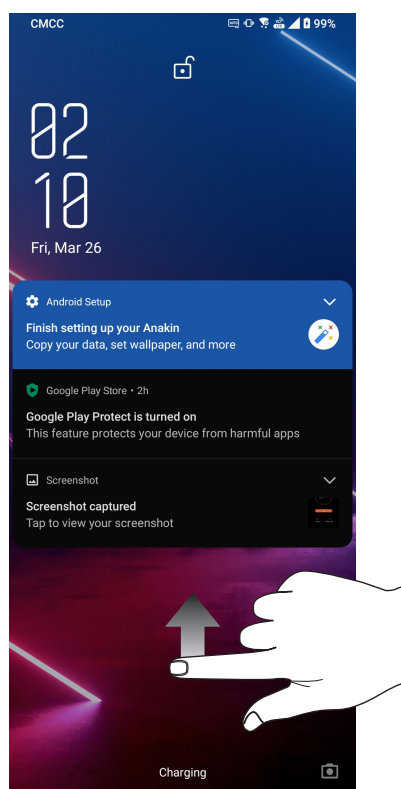 CMCC 99%
02
10
Fri, Mar 26
Android Setup
Finish setting up your Anakin
Copy your data, set wallpaper, and more
Google Play Store • 2h
Google Play Protect is turned on
This feature protects your device from harmful apps
Screenshot
Screenshot captured
Tap to view your screenshot
Charging